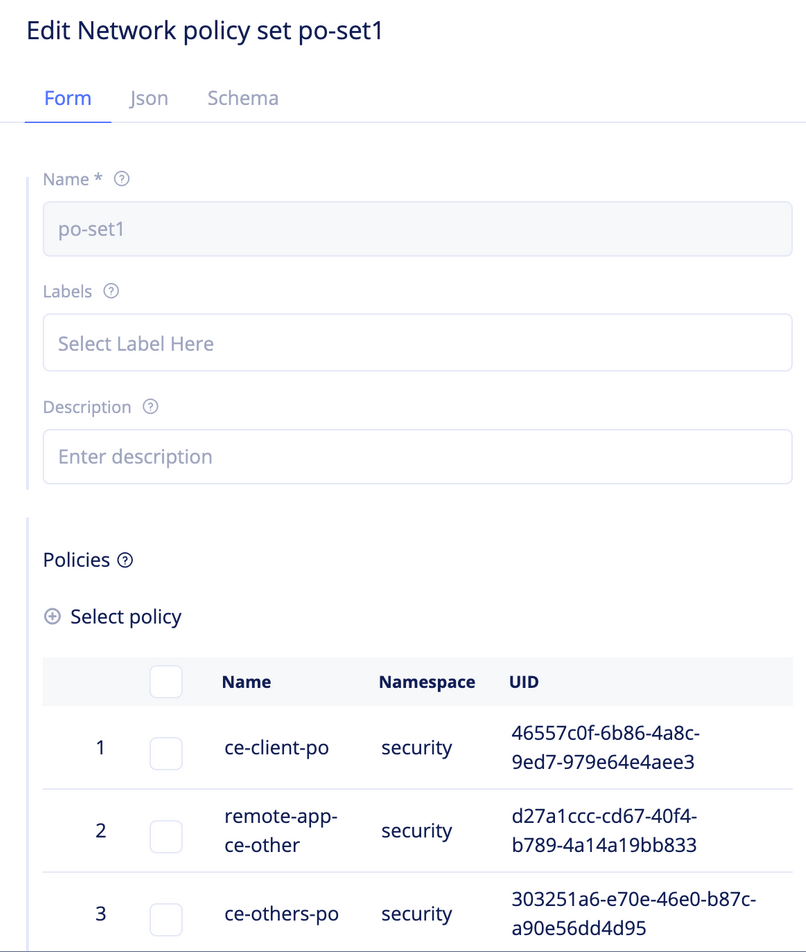 Edit Network policy set po-set1
Form Json Schema
Name *
po-set1
Labels
Select Label Here
Description
Enter description
Policies
Select policy
Name Namespace UID
1 ce-client-po security 46557c0f-6b86-4a8c-
9ed7-979e64e4aee3
2 remote-app- security d27a1ccc-cd67-40f4-
ce-other b789-4a14a19bb833
3 ce-others-po security 303251a6-e70e-46e0-b87c-
a90e56dd4d95